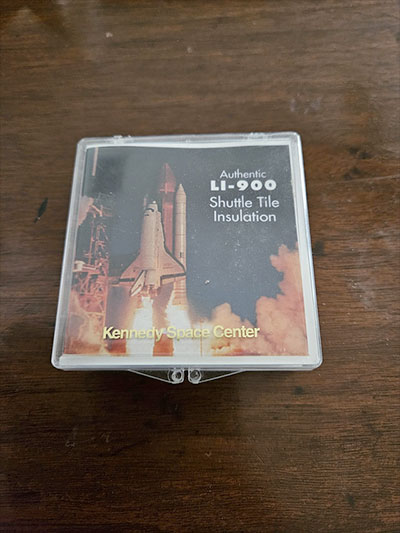 Authentic
LI-900
Shuttle Tile
Insulation
Kennedy Space Center